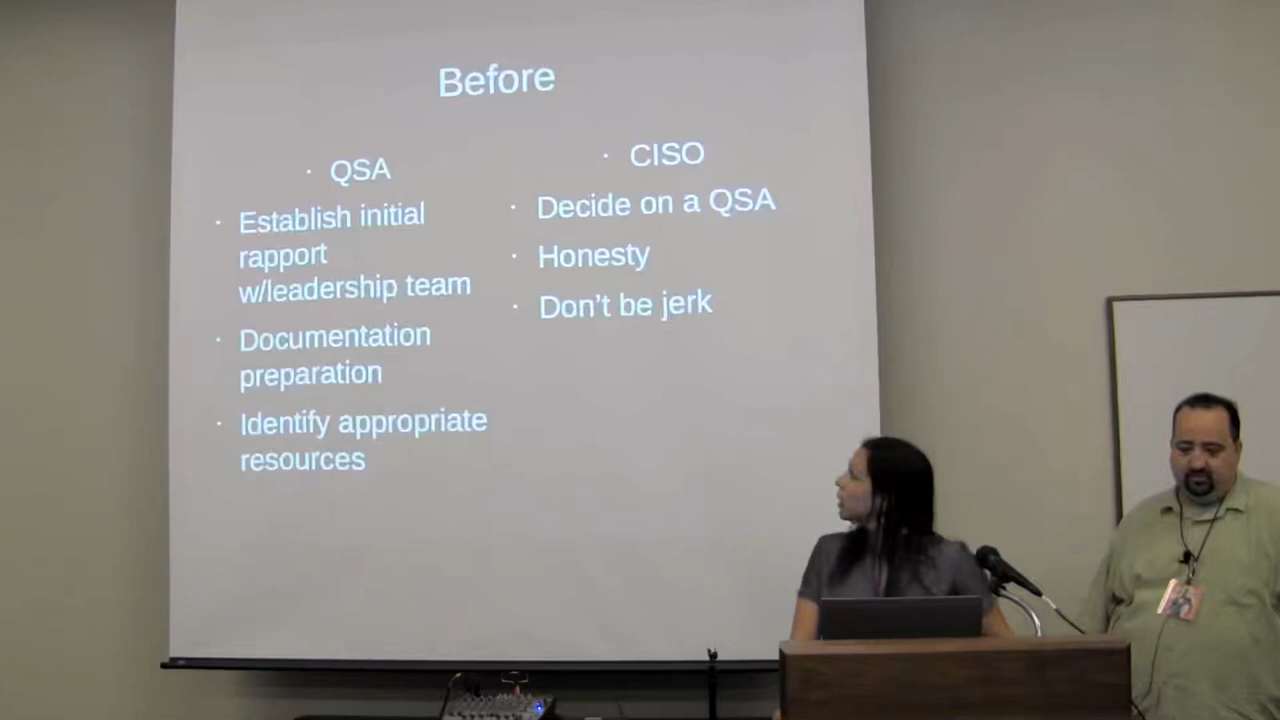 Before
· QSA
· Establish initial
rapport
w/leadership team
· Documentation
preparation
· Identify appropriate
resources
· CISO
· Decide on a QSA
· Honesty
· Don't be jerk